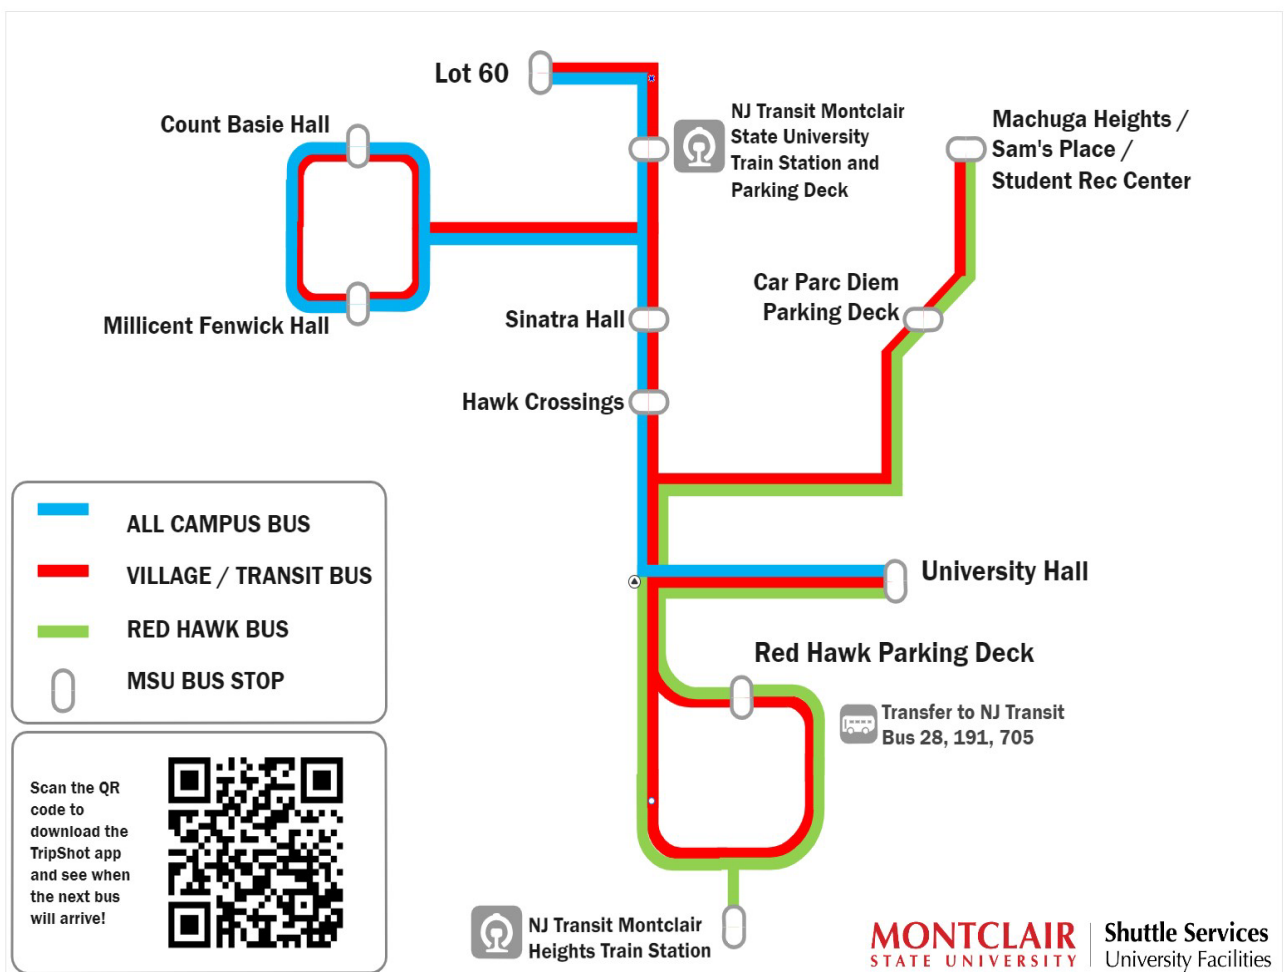 Lot 60
Count Basie Hall
NJ Transit Montclair
State University
Train Station and
Parking Deck
Machuga Heights /
Sam's Place /
Student Rec Center
Car Parc Diem
Parking Deck
Millicent Fenwick Hall
Sinatra Hall
Hawk Crossings
ALL CAMPUS BUS
VILLAGE / TRANSIT BUS
RED HAWK BUS
MSU BUS STOP
University Hall
Red Hawk Parking Deck
Transfer to NJ Transit
Bus 28, 191, 705
Scan the QR
code to
download the
TripShot app
and see when
the next bus
will arrive!
NJ Transit Montclair
Heights Train Station
MONTCLAIR
STATE UNIVERSITY
Shuttle Services
University Facilities